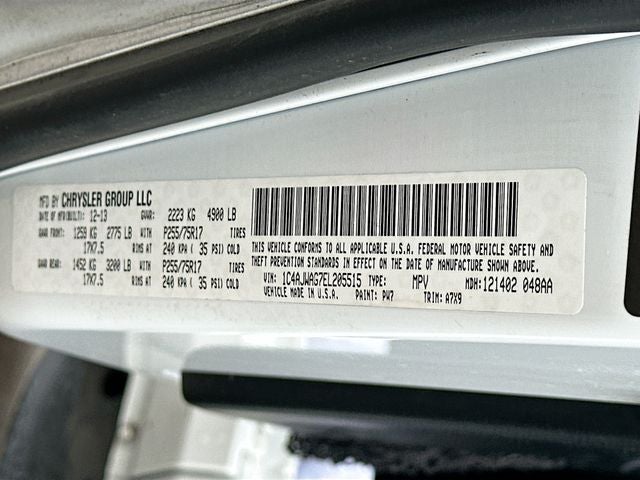 MFD BY CHRYSLER GROUP LLC
DATE OF MFG(BUILT): 12-13 GVWR: 2223 KG 4900 LB
GAWR FRONT: 1259 KG 2775 LB WITH P255/75R17 TIRES
17X7.5 RIMS AT 240 KPA ( 35 PSI) COLD
GAWR REAR: 1452 KG 3200 LB WITH P255/75R17 TIRES
17X7.5 RIMS AT 240 KPA ( 35 PSI) COLD
THIS VEHICLE CONFORMS TO ALL APPLICABLE U.S.A. FEDERAL MOTOR VEHICLE SAFETY AND
THEFT PREVENTION STANDARDS IN EFFECT ON THE DATE OF MANUFACTURE SHOWN ABOVE.
VIN: 1C4AJWAG7EL205515 TYPE: MPV MDH: 121402 048AA
VEHICLE MADE IN U.S.A. PAINT: PW7 TRIM: A7X9